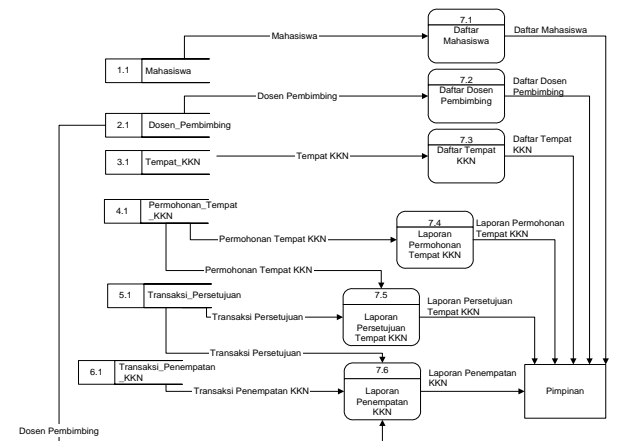 7.1
Daftar
Mahasiswa
Mahasiswa
Daftar Mahasiswa
1.1 Mahasiswa
7.2
Daftar Dosen
Pembimbing
Dosen Pembimbing
Daftar Dosen
Pembimbing
2.1 Dosen_Pembimbing
7.3
Daftar Tempat
KKN
Tempat KKN
Daftar Tempat
KKN
3.1 Tempat_KKN
4.1 Permohonan_Tempat
_KKN
7.4
Laporan
Permohonan
Tempat KKN
Permohonan Tempat KKN
Laporan Permohonan
Tempat KKN
Permohonan Tempat KKN
5.1 Transaksi_Persetujuan
7.5
Laporan
Persetujuan
Tempat KKN
Transaksi Persetujuan
Laporan Persetujuan
Tempat KKN
Transaksi Persetujuan
6.1 Transaksi_Penempatan
_KKN
7.6
Laporan
Penempatan
KKN
Transaksi Penempatan KKN
Laporan Penempatan
KKN
Pimpinan
Dosen Pembimbing